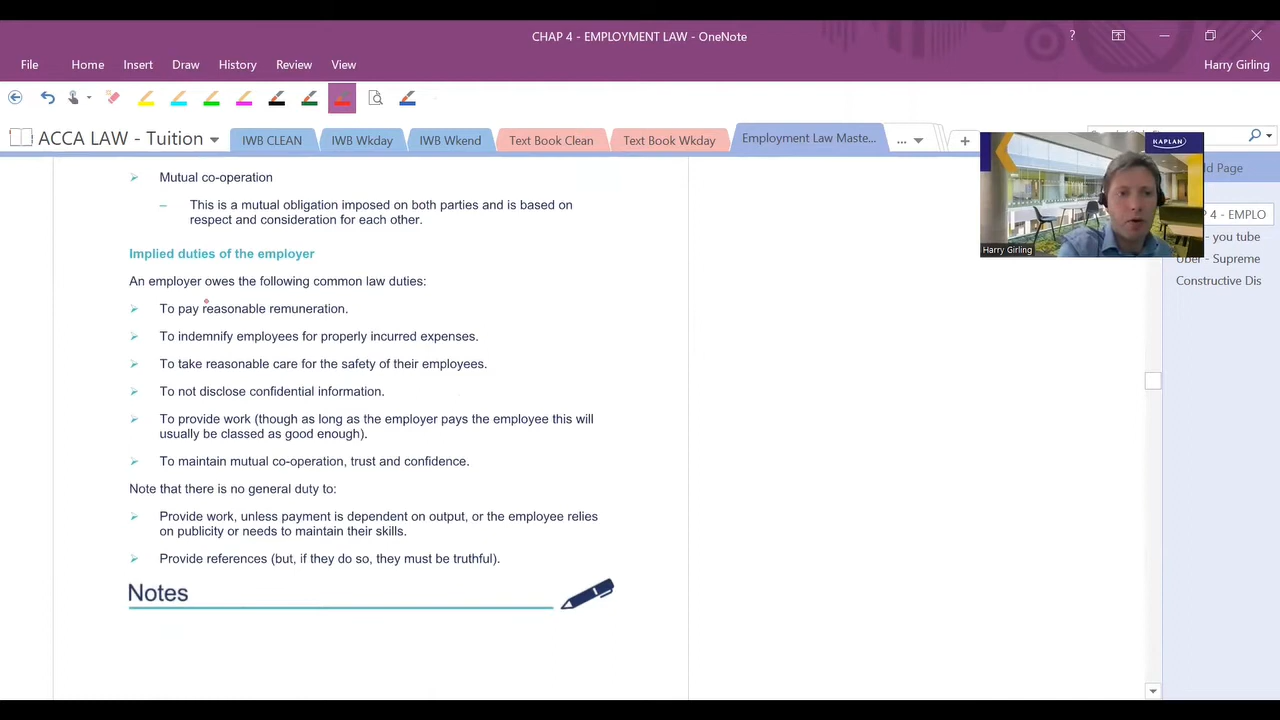 CHAP 4 - EMPLOYMENT LAW - OneNote
?
File Home Insert Draw History Review View
Harry Girling
ACCA LAW - Tuition
IWB CLEAN
IWB Wkday
IWB Wkend
Text Book Clean
Text Book Wkday
Employment Law Maste...
...
KAPLAN
Harry Girling
d Page
4 - EMPLO
- you tube
Uber - Supreme
Constructive Dis
➢ Mutual co-operation
– This is a mutual obligation imposed on both parties and is based on
respect and consideration for each other.
Implied duties of the employer
An employer owes the following common law duties:
➢ To pay reasonable remuneration.
➢ To indemnify employees for properly incurred expenses.
➢ To take reasonable care for the safety of their employees.
➢ To not disclose confidential information.
➢ To provide work (though as long as the employer pays the employee this will
usually be classed as good enough).
➢ To maintain mutual co-operation, trust and confidence.
Note that there is no general duty to:
➢ Provide work, unless payment is dependent on output, or the employee relies
on publicity or needs to maintain their skills.
➢ Provide references (but, if they do so, they must be truthful).
Notes